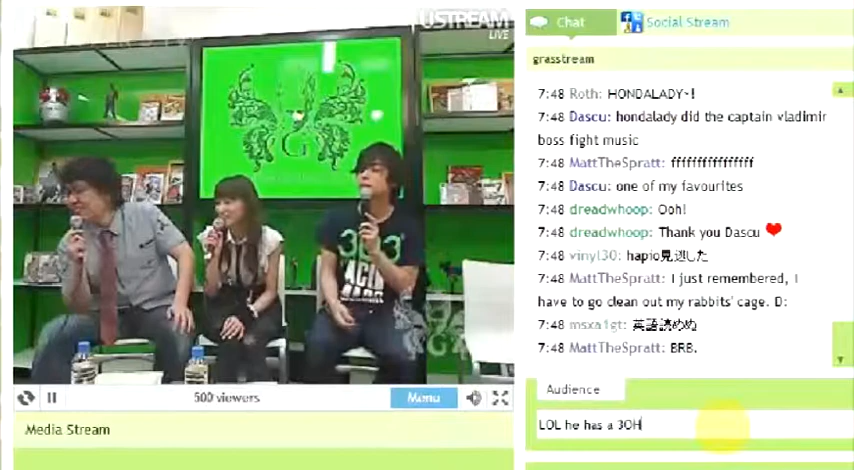 USTREAM
LIVE
G
3OH!3
ACID
500 viewers
Menu
Media Stream
Chat
Social Stream
grasstream
7:48 Roth: HONDALADY~!
7:48 Dascu: hondalady did the captain vladimir
boss fight music
7:48 MattTheSpratt: ffffffffffffffff
7:48 Dascu: one of my favourites
7:48 dreadwhoop: Ooh!
7:48 dreadwhoop: Thank you Dascu ❤
7:48 vinyl30: hapio見逃した
7:48 MattTheSpratt: I just remembered, I
have to go clean out my rabbits' cage. D:
7:48 msxa1gt: 英語読めぬ
7:48 MattTheSpratt: BRB.
Audience
LOL he has a 3OH